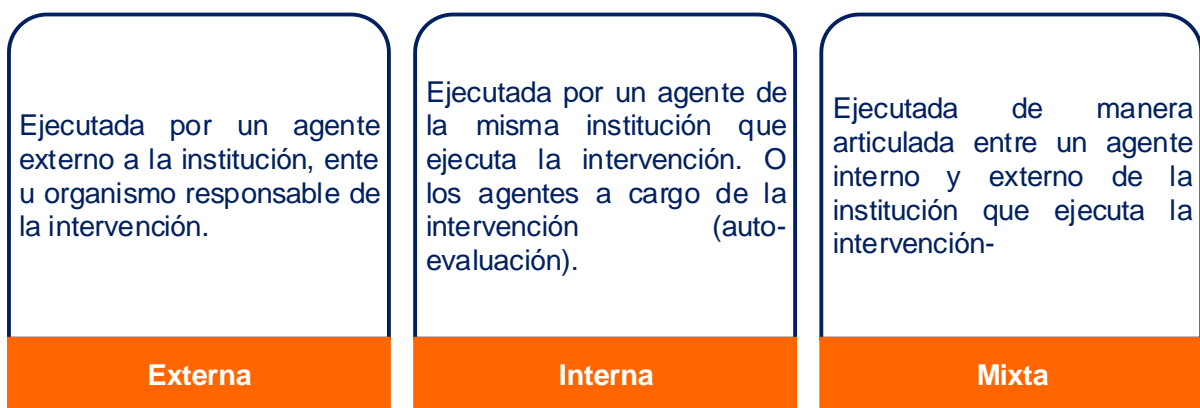 Ejecutada por un agente
externo a la institución, ente
u organismo responsable de
la intervención.
Externa
Ejecutada por un agente de
la misma institución que
ejecuta la intervención. O
los agentes a cargo de la
intervención (auto-
evaluación).
Interna
Ejecutada de manera
articulada entre un agente
interno y externo de la
institución que ejecuta la
intervención-
Mixta